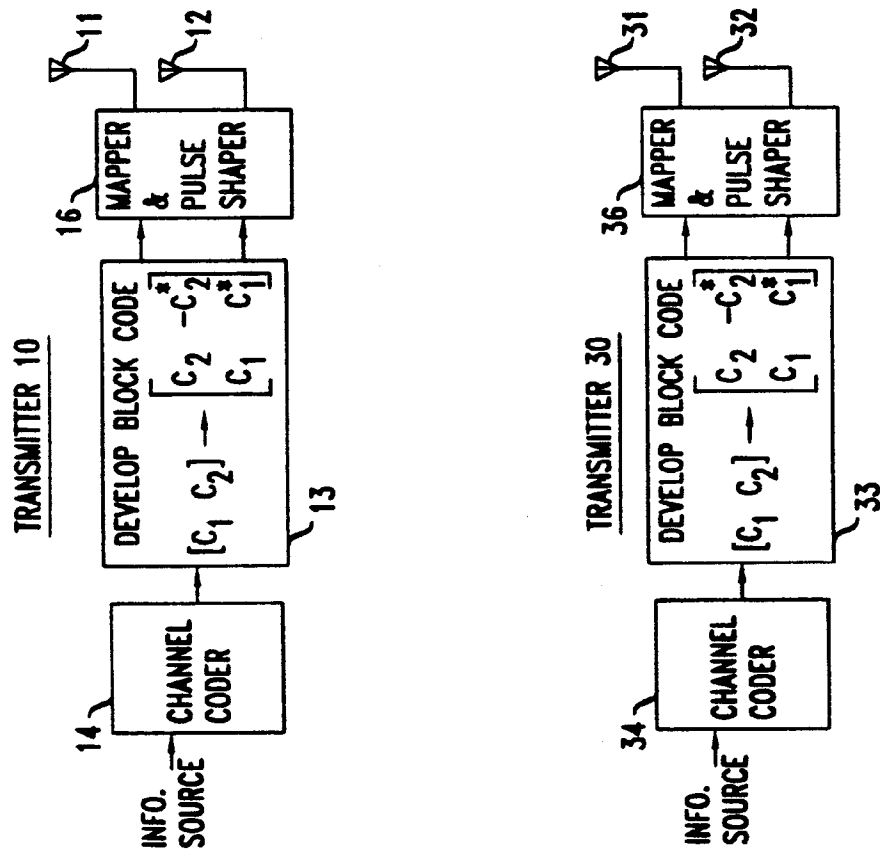 TRANSMITTER 10
INFO.
SOURCE
14
CHANNEL
CODER
13
DEVELOP BLOCK CODE
[C1 C2] → [C2 -C2*
C1 C1*]
16
MAPPER
&
PULSE
SHAPER
11
12
TRANSMITTER 30
INFO.
SOURCE
34
CHANNEL
CODER
33
DEVELOP BLOCK CODE
[C1 C2] → [C2 -C2*
C1 C1*]
36
MAPPER
&
PULSE
SHAPER
31
32